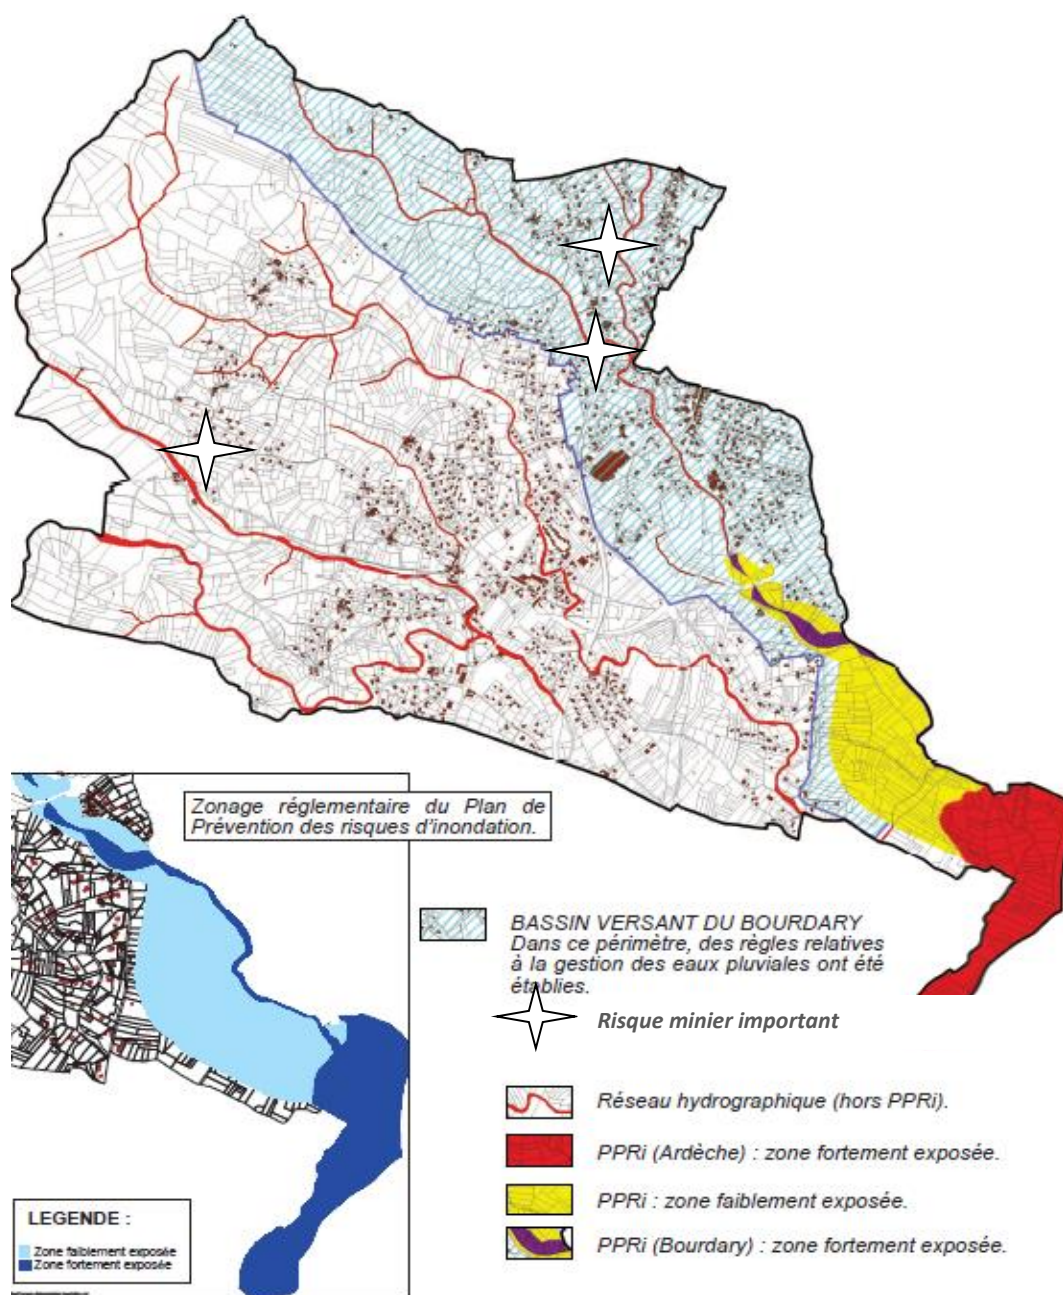 Zonage réglementaire du Plan de
Prévention des risques d'inondation.
BASSIN VERSANT DU BOURDARY
Dans ce périmètre, des règles relatives
à la gestion des eaux pluviales ont été
établies.
Risque minier important
Réseau hydrographique (hors PPRi).
PPRi (Ardèche) : zone fortement exposée.
PPRi : zone faiblement exposée.
PPRi (Bourdary) : zone fortement exposée.
LEGENDE :
Zone faiblement exposée
Zone fortement exposée